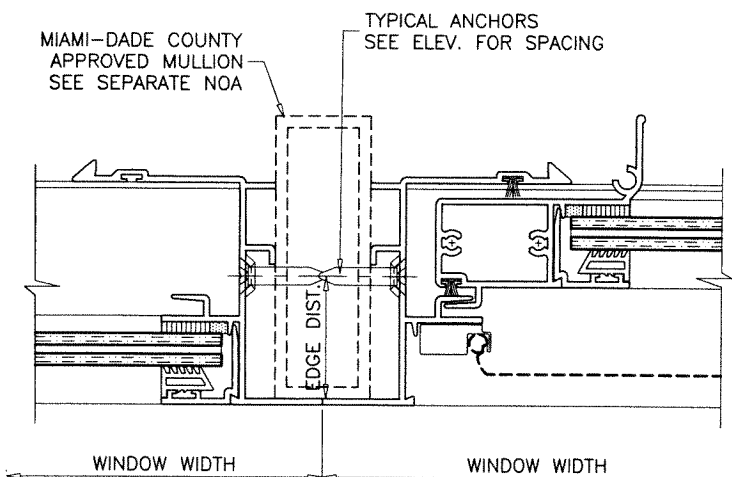 MIAMI-DADE COUNTY
APPROVED MULLION
SEE SEPARATE NOA
TYPICAL ANCHORS
SEE ELEV. FOR SPACING
EDGE DIST.
WINDOW WIDTH
WINDOW WIDTH